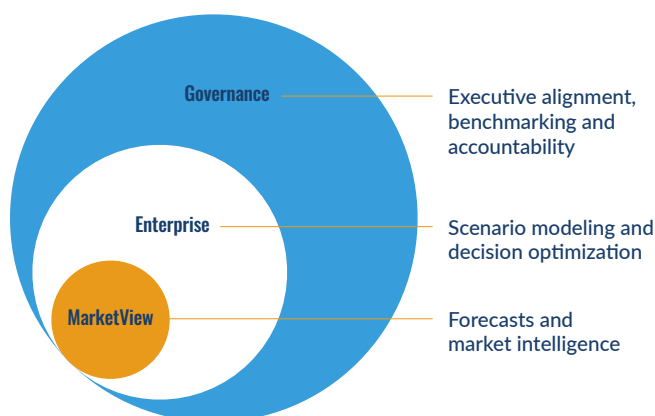 Governance
Executive alignment,
benchmarking and
accountability
Enterprise
Scenario modeling and
decision optimization
MarketView
Forecasts and
market intelligence